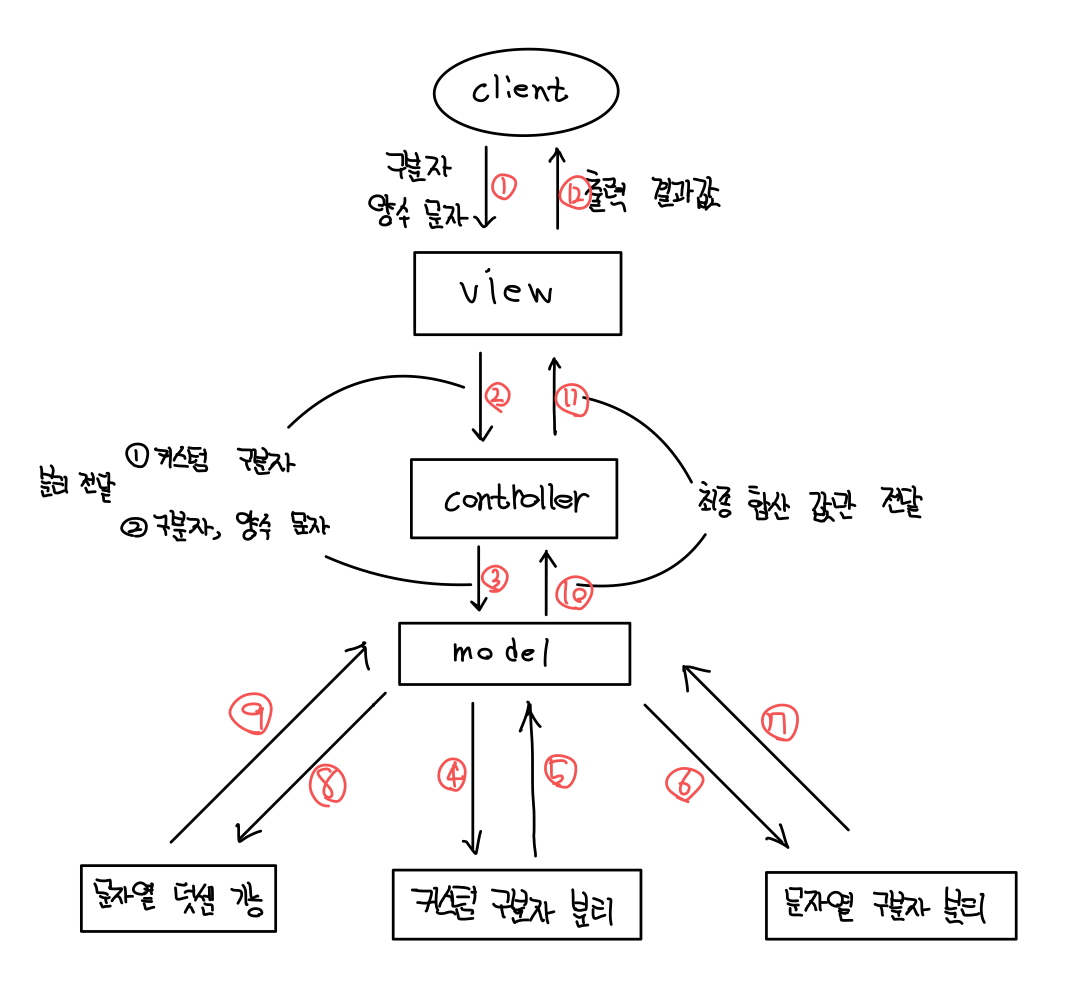 client
구분자
양수 문자
①
⑫
출력 결과값
view
②
⑪
분리 전달
① 커스텀 구분자
② 구분자, 양수 문자
controller
최종 합산 값만 전달
③
⑩
model
⑨
⑧
④
⑤
⑥
⑦
문자열 덧셈 기능
커스텀 구분자 분리
문자열 구분자 분리